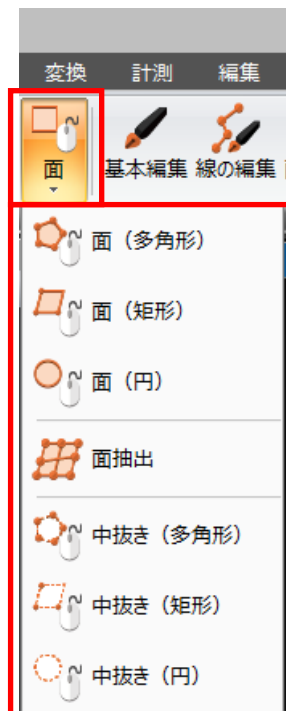 変換 計測 編集
面 基本編集 線の編集
面（多角形）
面（矩形）
面（円）
面抽出
中抜き（多角形）
中抜き（矩形）
中抜き（円）